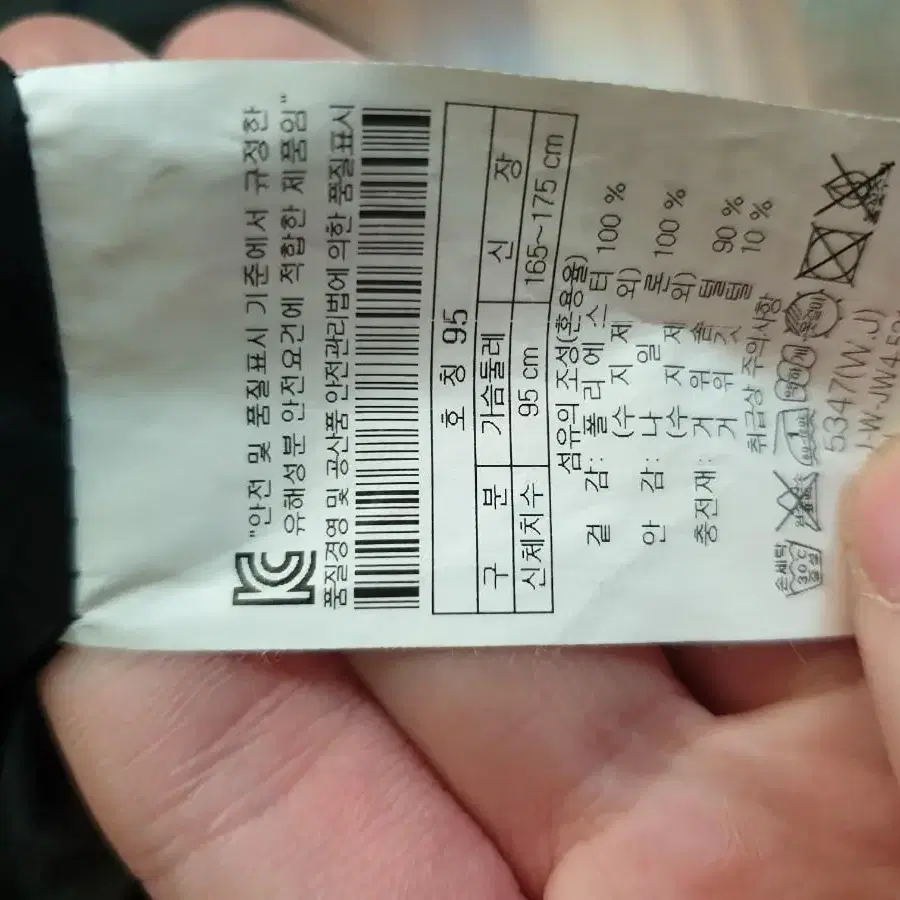 "안전 및 품질표시 기준에서 규정한
유해성분 안전요건에 적합한 제품임"
품질경영 및 공산품 안전관리법에 의한 품질표시
호 칭 95
구 분 가슴둘레 신 장
신체치수 95 cm 165~175 cm
섬유의 조성(혼용율)
겉 감: 폴리에스터 100 %
(수 지 제 외)
안 감: 나 일 론 100 %
(수 지 제 외)
충전재: 거위솜털 90 %
거위깃털 10 %
취급상 주의사항
손세탁
30℃
중성
5347(W.J)